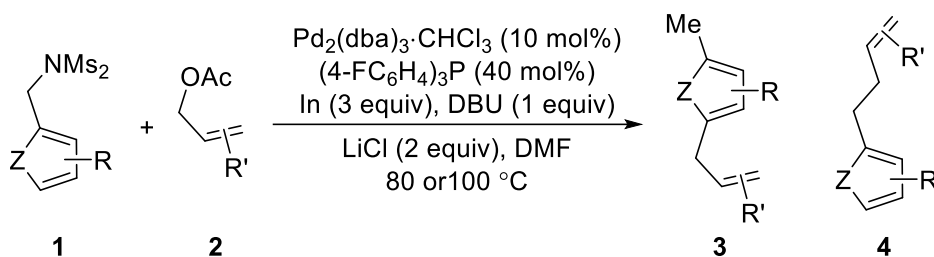 NMs2
Z
R
1
+
OAc
R'
2
Pd2(dba)3·CHCl3 (10 mol%)
(4-FC6H4)3P (40 mol%)
In (3 equiv), DBU (1 equiv)
LiCl (2 equiv), DMF
80 or100 °C
Me
Z
R
R'
3
R'
Z
R
4